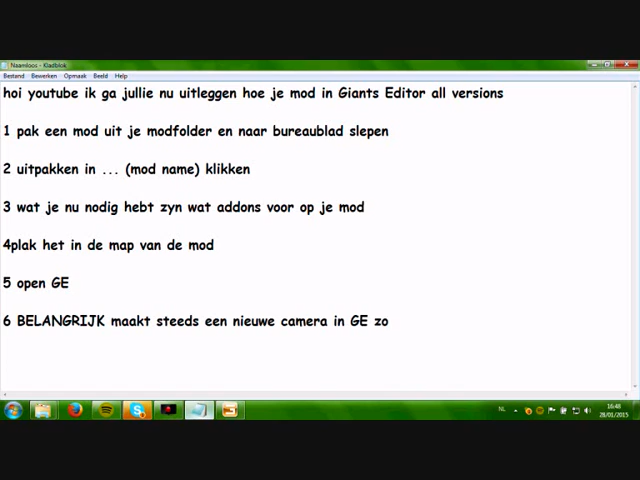 Naamloos - Kladblok
Bestand Bewerken Opmaak Beeld Help
hoi youtube ik ga jullie nu uitleggen hoe je mod in Giants Editor all versions
1 pak een mod uit je modfolder en naar bureaublad slepen
2 uitpakken in ... (mod name) klikken
3 wat je nu nodig hebt zyn wat addons voor op je mod
4plak het in de map van de mod
5 open GE
6 BELANGRIJK maakt steeds een nieuwe camera in GE zo
NL
16:48
28/01/2015